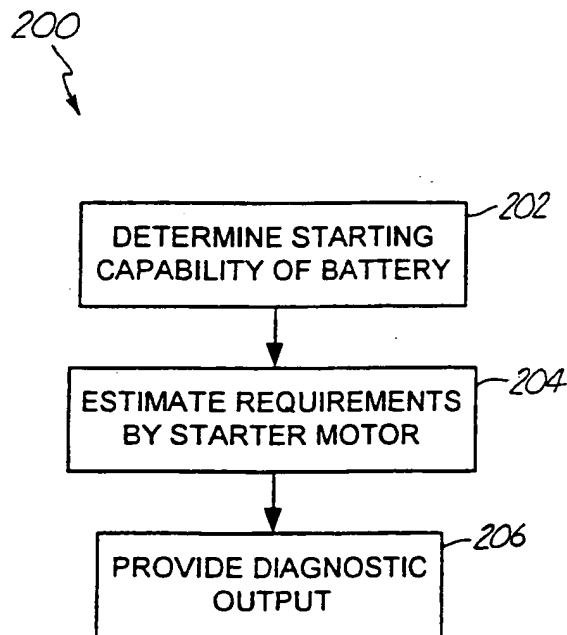 200
202
DETERMINE STARTING
CAPABILITY OF BATTERY
204
ESTIMATE REQUIREMENTS
BY STARTER MOTOR
206
PROVIDE DIAGNOSTIC
OUTPUT